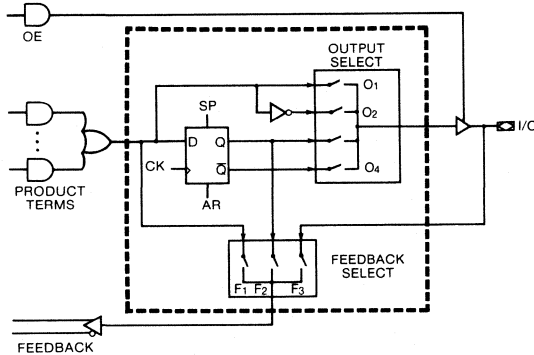 OE
OUTPUT
SELECT
O1
O2
SP
D Q
I/O
CK
Q
O4
AR
PRODUCT
TERMS
FEEDBACK
SELECT
F1 F2 F3
FEEDBACK